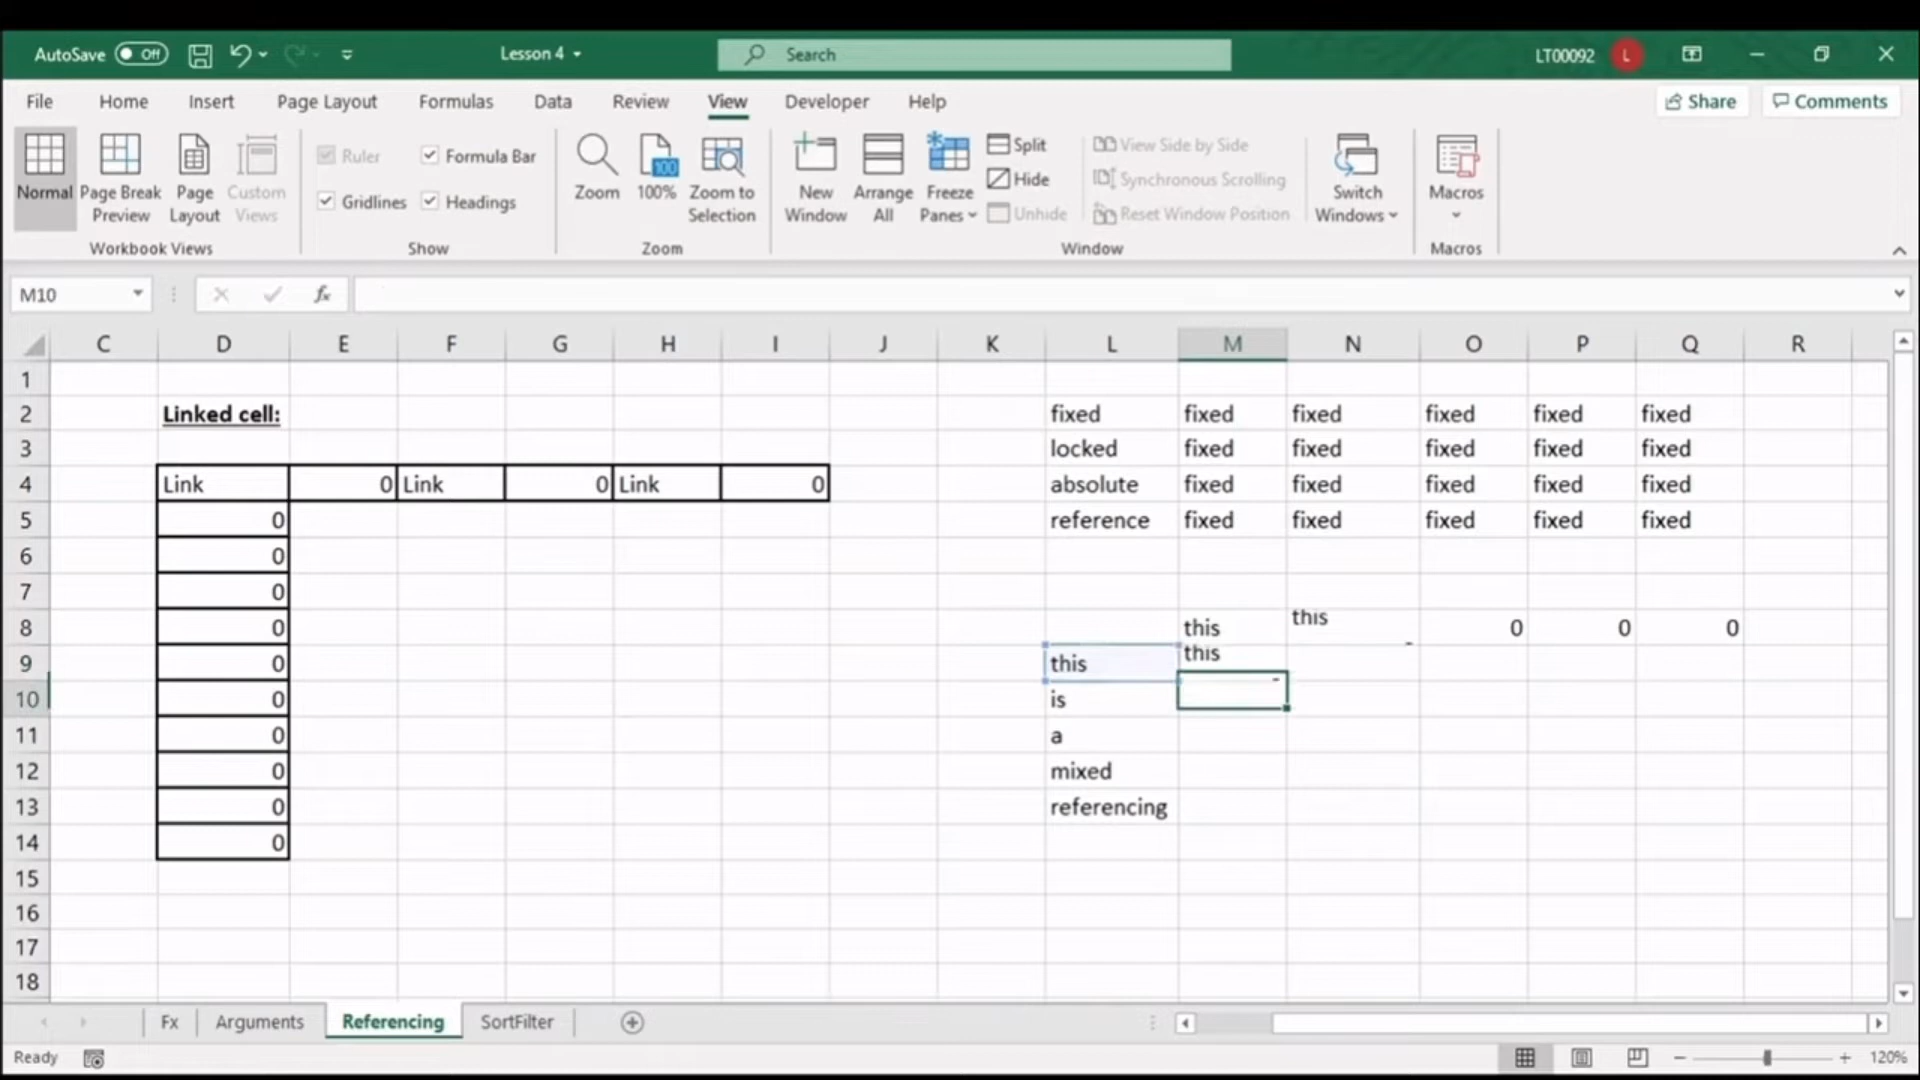 AutoSave Off Lesson 4 Search LT00092 L
File Home Insert Page Layout Formulas Data Review View Developer Help Share Comments
Normal Page Break Preview Page Layout Custom Views
Workbook Views
Ruler Formula Bar
Gridlines Headings
Show
Zoom 100% Zoom to Selection
Zoom
New Window Arrange All Freeze Panes
Split View Side by Side
Hide Synchronous Scrolling
Unhide Reset Window Position
Switch Windows
Window
Macros
Macros
M10 fx
C D E F G H I J K L M N O P Q R
1
2 Linked cell: fixed fixed fixed fixed fixed fixed
3 locked fixed fixed fixed fixed fixed
4 Link 0 Link 0 Link 0 absolute fixed fixed fixed fixed fixed
5 0 reference fixed fixed fixed fixed fixed
6 0
7 0
8 0 this this 0 0 0
9 0 this this
10 0 is
11 0 a
12 0 mixed
13 0 referencing
14 0
15
16
17
18
Fx Arguments Referencing SortFilter
Ready 120%